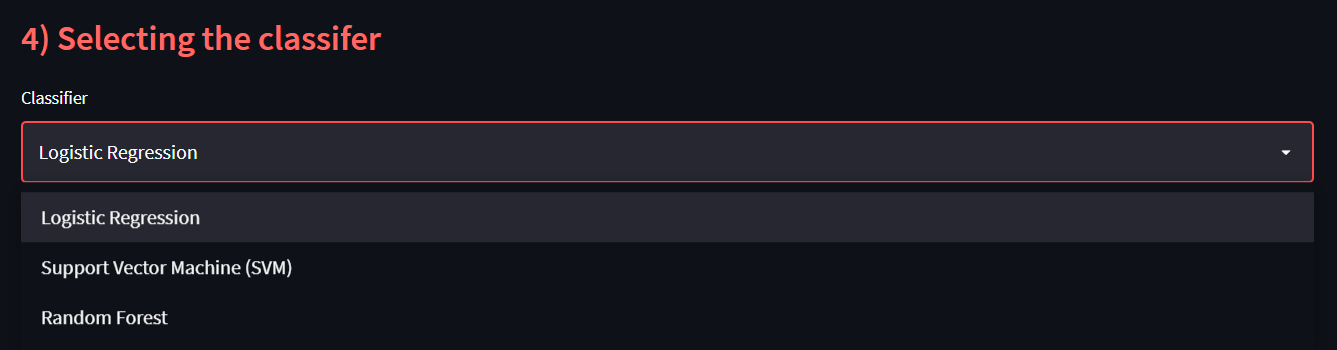 4) Selecting the classifer
Classifier
Logistic Regression
Logistic Regression
Support Vector Machine (SVM)
Random Forest